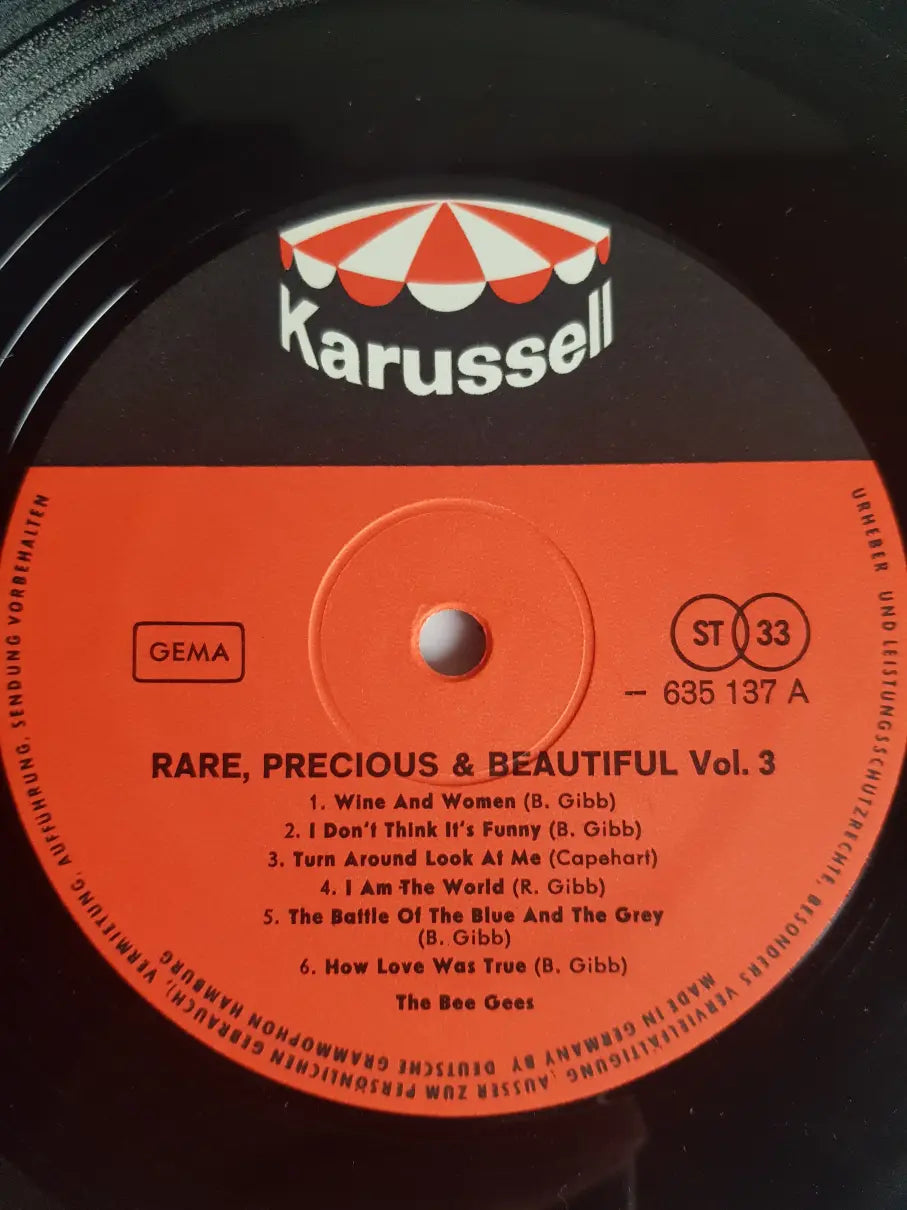 Karussell
GEMA
ST 33
– 635 137 A
RARE, PRECIOUS & BEAUTIFUL Vol. 3
1. Wine And Women (B. Gibb)
2. I Don't Think It's Funny (B. Gibb)
3. Turn Around Look At Me (Capehart)
4. I Am The World (R. Gibb)
5. The Battle Of The Blue And The Grey
(B. Gibb)
6. How Love Was True (B. Gibb)
The Bee Gees
URHEBER UND LEISTUNGSSCHUTZRECHTE, BESONDERS VERVIELFÄLTIGUNG (AUSSER ZUM PERSÖNLICHEN GEBRAUCH), VERMIETUNG, AUFFÜHRUNG, SENDUNG VORBEHALTEN
MADE IN GERMANY BY DEUTSCHE GRAMMOPHON HAMBURG